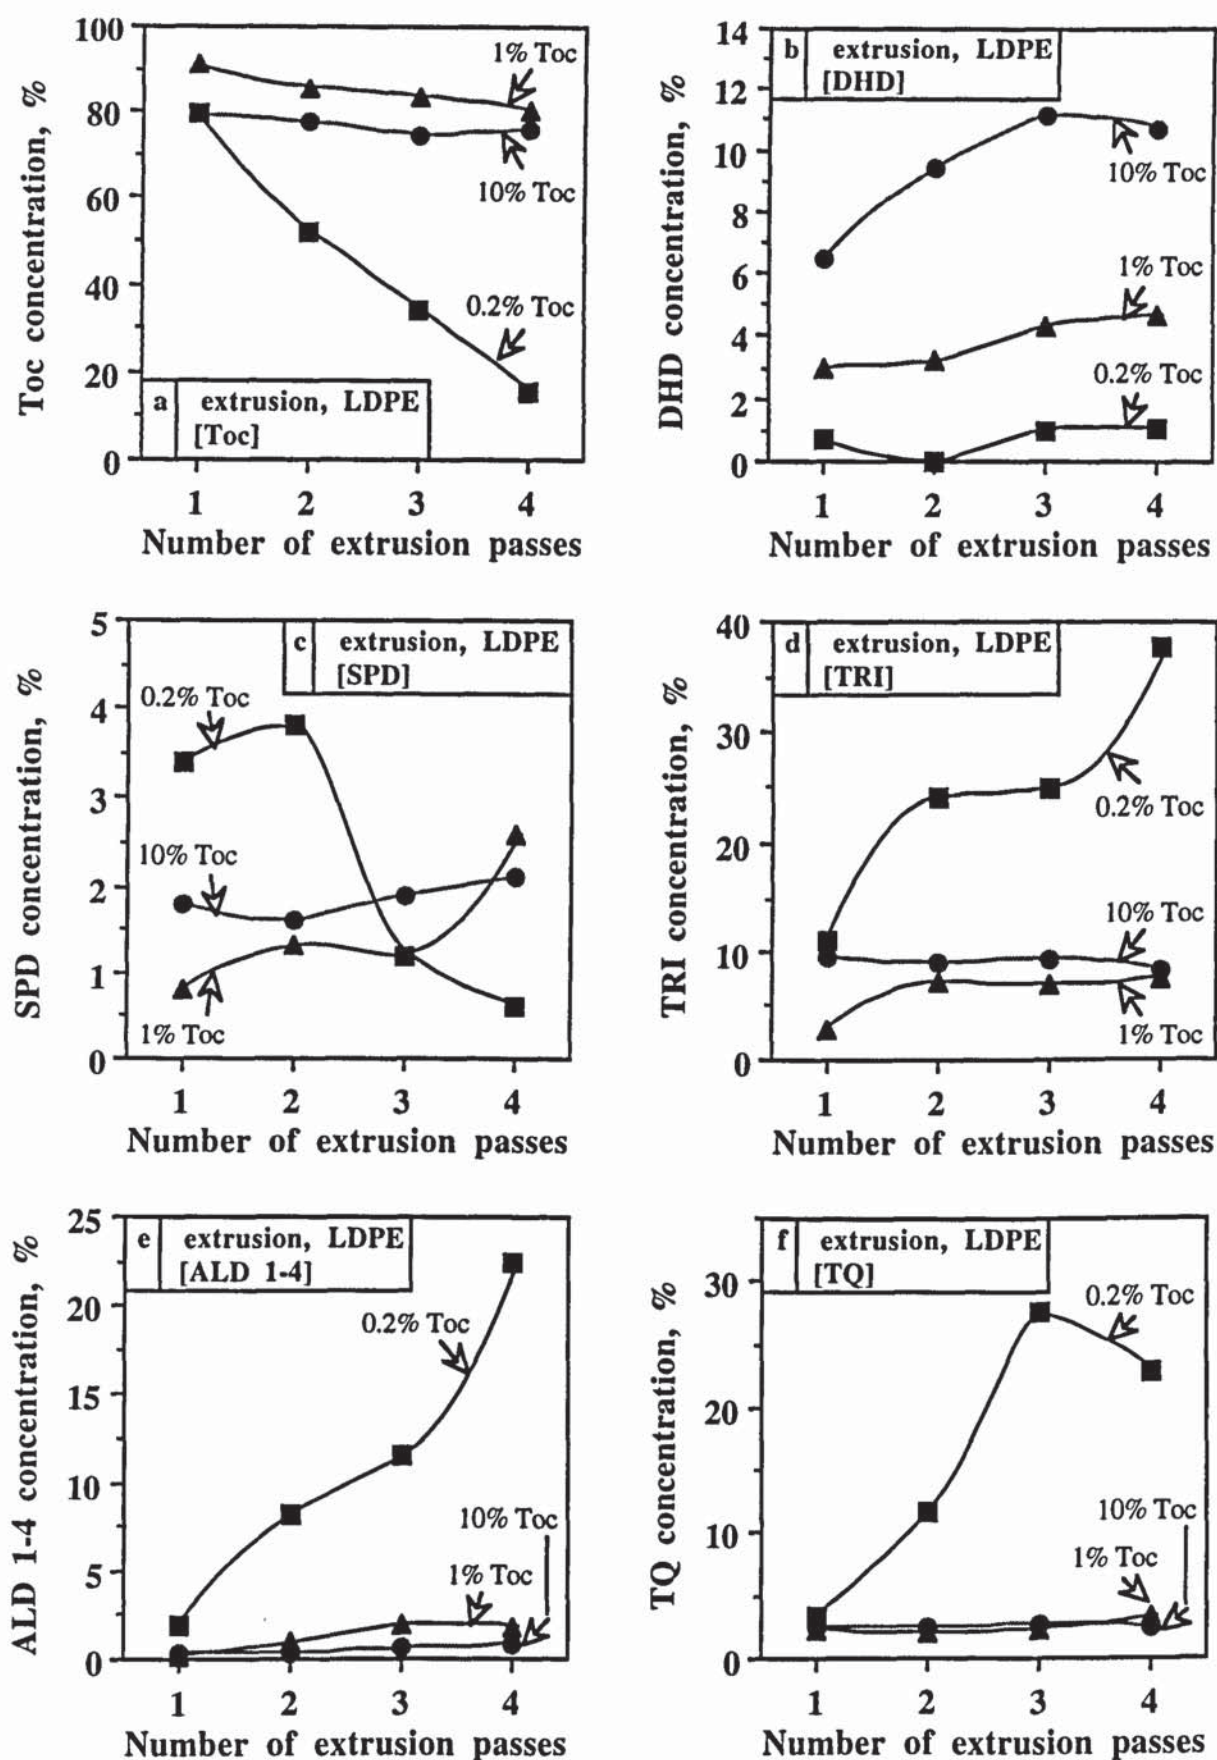 Toc concentration, %
100
80
60
40
20
0
1% Toc
10% Toc
0.2% Toc
a extrusion, LDPE
[Toc]
1 2 3 4
Number of extrusion passes
DHD concentration, %
14
12
10
8
6
4
2
0
b extrusion, LDPE
[DHD]
10% Toc
1% Toc
0.2% Toc
1 2 3 4
Number of extrusion passes
SPD concentration, %
5
4
3
2
1
0
c extrusion, LDPE
[SPD]
0.2% Toc
10% Toc
1% Toc
1 2 3 4
Number of extrusion passes
TRI concentration, %
40
30
20
10
0
d extrusion, LDPE
[TRI]
0.2% Toc
10% Toc
1% Toc
1 2 3 4
Number of extrusion passes
ALD 1-4 concentration, %
25
20
15
10
5
0
e extrusion, LDPE
[ALD 1-4]
0.2% Toc
10% Toc
1% Toc
1 2 3 4
Number of extrusion passes
TQ concentration, %
30
20
10
0
f extrusion, LDPE
[TQ]
0.2% Toc
10% Toc
1% Toc
1 2 3 4
Number of extrusion passes